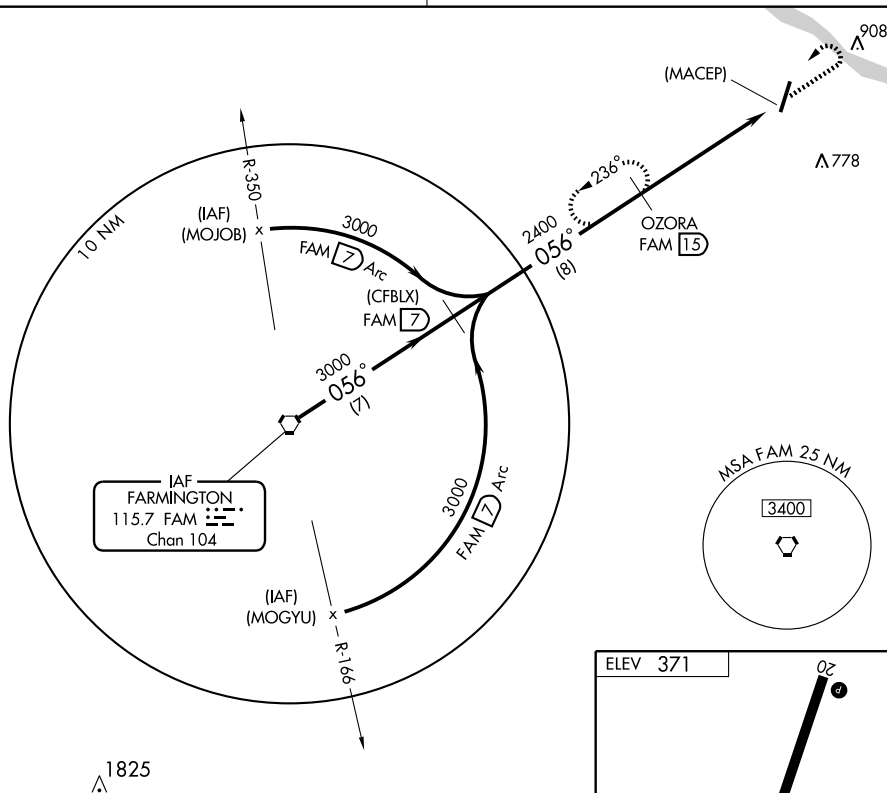 908
(MACEP)
778
R-350
(IAF)
(MOJOB)
x
3000
FAM 7 Arc
10 NM
236°
OZORA
FAM 15
2400
056°
(8)
(CFBLX)
FAM 7
3000
056°
(7)
IAF
FARMINGTON
115.7 FAM
Chan 104
3000
FAM 7 Arc
MSA FAM 25 NM
3400
(IAF)
(MOGYU)
x
R-166
ELEV 371
20
P
1825